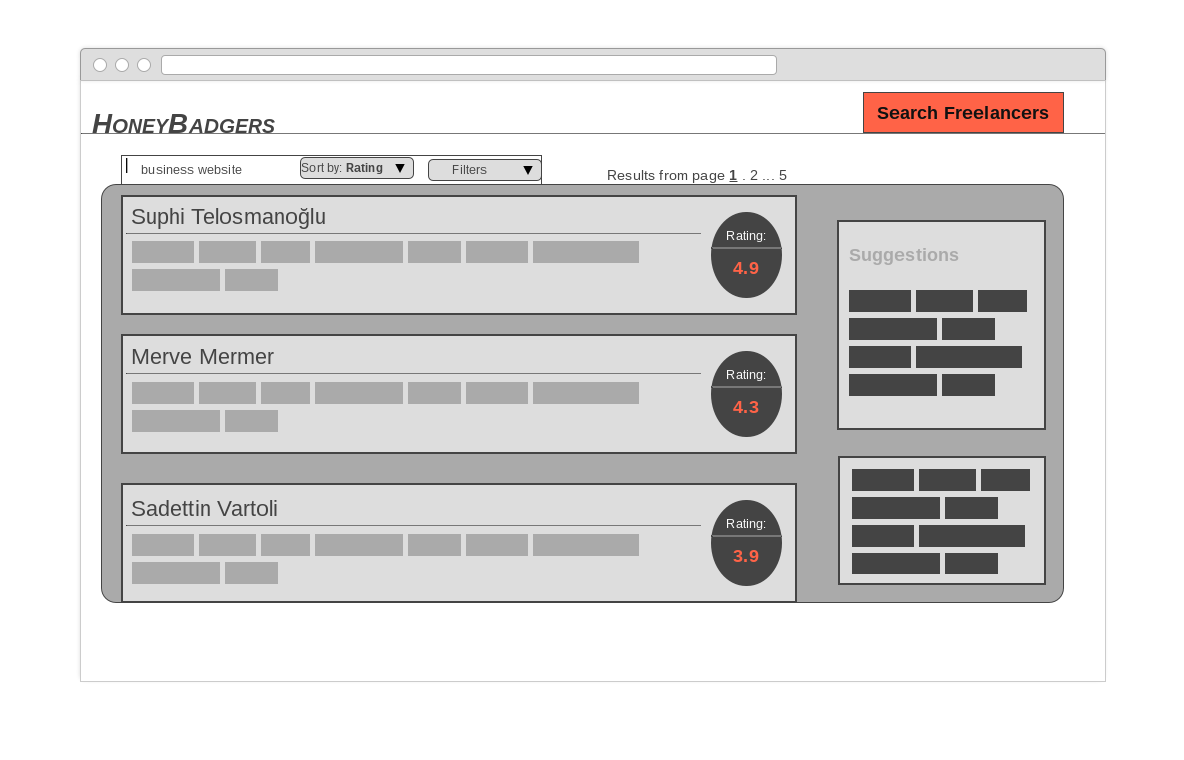 HONEYBADGERS
Search Freelancers
business website
Sort by: Rating ▼
Filters ▼
Results from page 1 . 2 ... 5
Suphi Telosmanoğlu
Rating:
4.9
Merve Mermer
Rating:
4.3
Sadettin Vartoli
Rating:
3.9
Suggestions